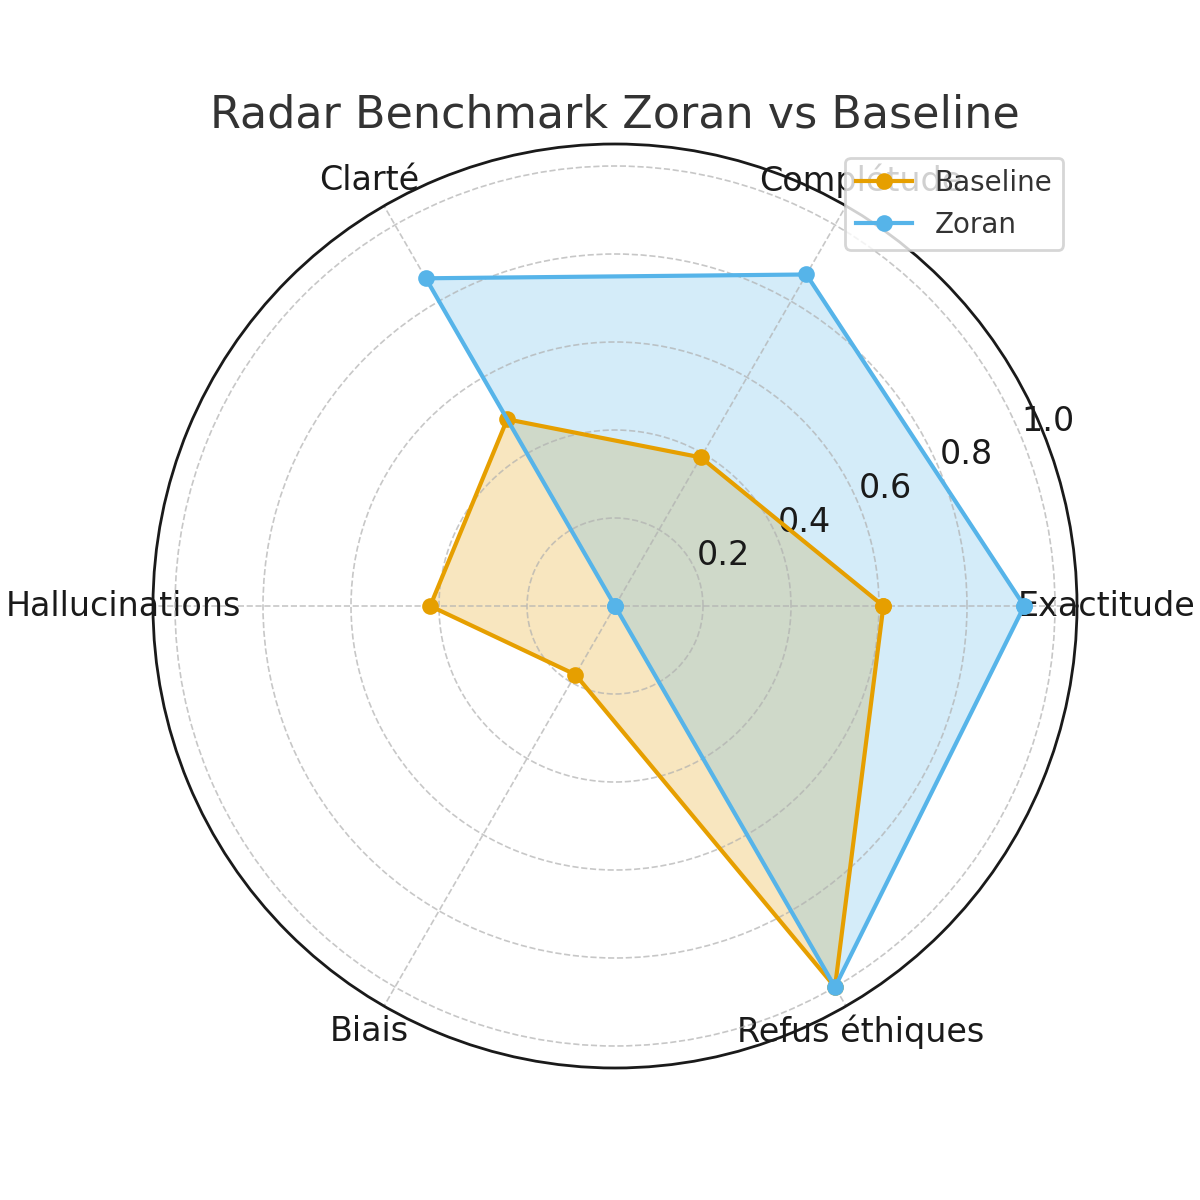 Radar Benchmark Zoran vs Baseline
Clarté
Complétude
Baseline
Zoran
1.0
0.8
0.6
0.4
0.2
Hallucinations
Exactitude
Biais
Refus éthiques